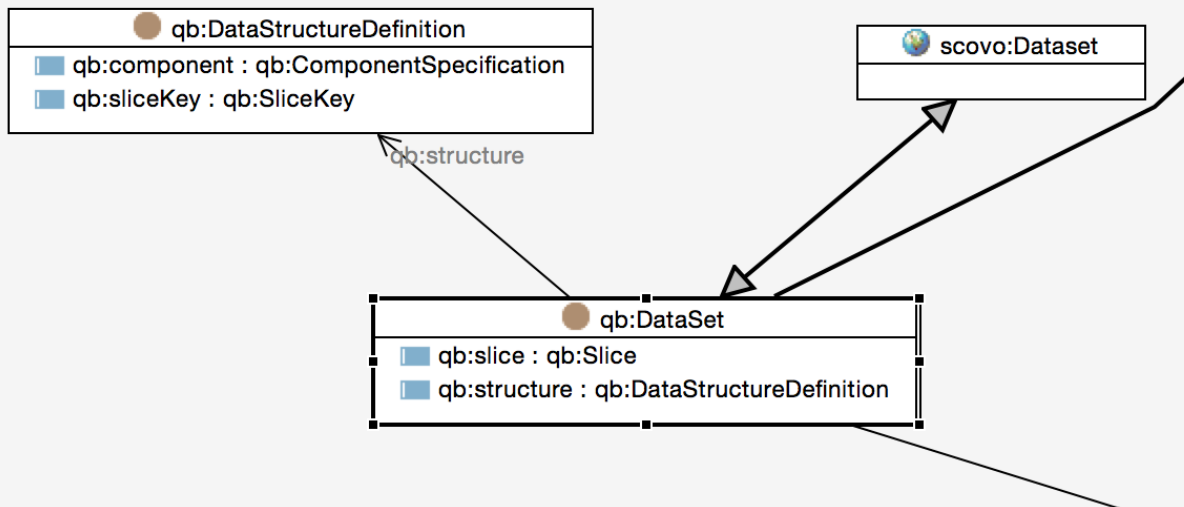 qb:DataStructureDefinition
qb:component : qb:ComponentSpecification
qb:sliceKey : qb:SliceKey
scovo:Dataset
qb:structure
qb:DataSet
qb:slice : qb:Slice
qb:structure : qb:DataStructureDefinition